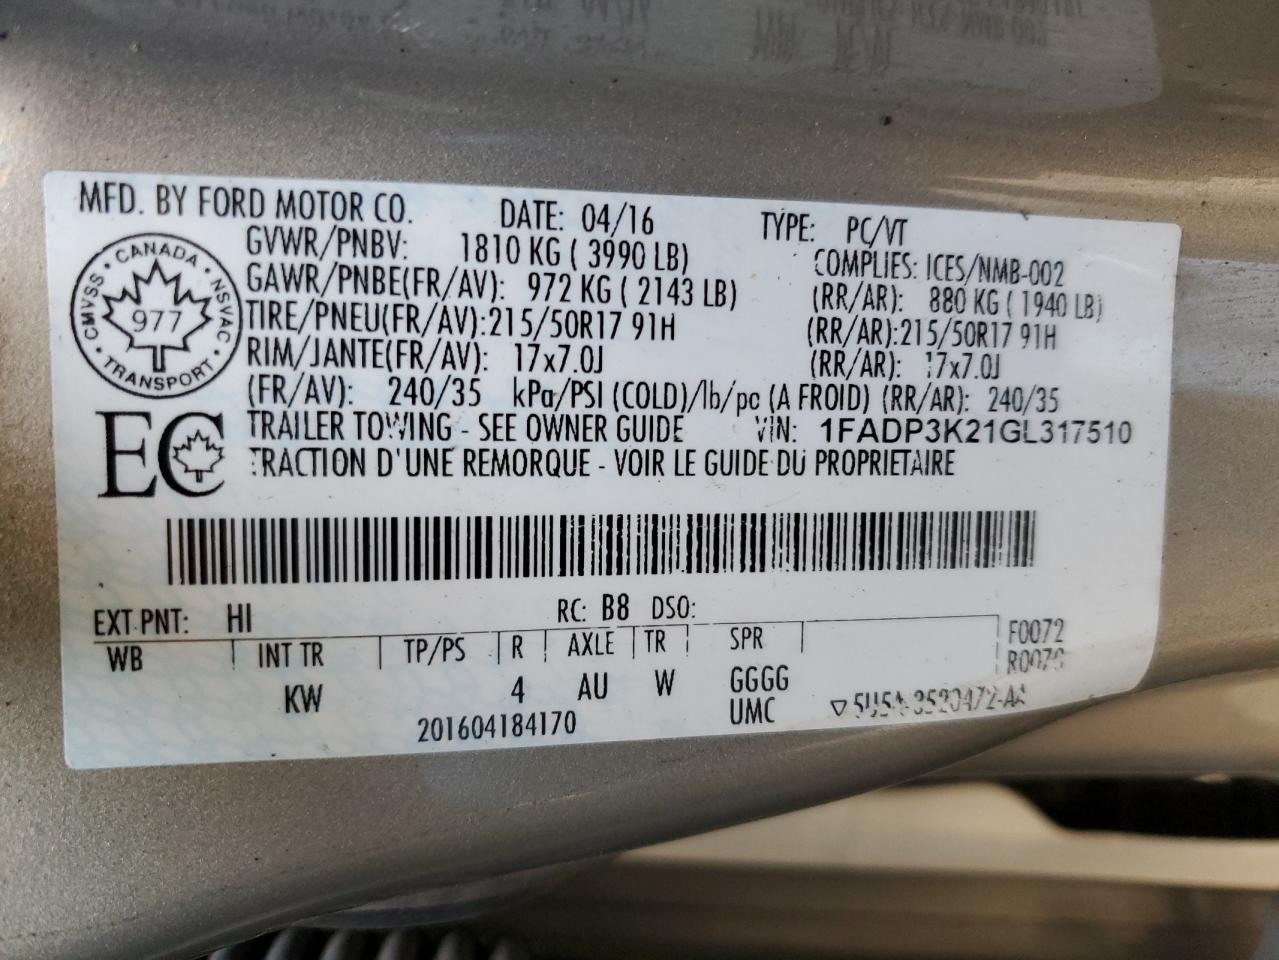 MFD. BY FORD MOTOR CO. DATE: 04/16 TYPE: PC/VT
GVWR/PNBV: 1810 KG ( 3990 LB) COMPLIES: ICES/NMB-002
GAWR/PNBE(FR/AV): 972 KG ( 2143 LB) (RR/AR): 880 KG ( 1940 LB)
TIRE/PNEU(FR/AV):215/50R17 91H (RR/AR):215/50R17 91H
RIM/JANTE(FR/AV): 17x7.0J (RR/AR): 17x7.0J
(FR/AV): 240/35 kPa/PSI (COLD)/lb/pc (A FROID) (RR/AR): 240/35
TRAILER TOWING - SEE OWNER GUIDE VIN: 1FADP3K21GL317510
TRACTION D'UNE REMORQUE - VOIR LE GUIDE DU PROPRIETAIRE
CANADA
CMVSS 977 NSVAC
TRANSPORT
EC
EXT PNT: HI RC: B8 DSO:
WB INT TR TP/PS R AXLE TR SPR F0072
KW 4 AU W GGGG
201604184170 UMC